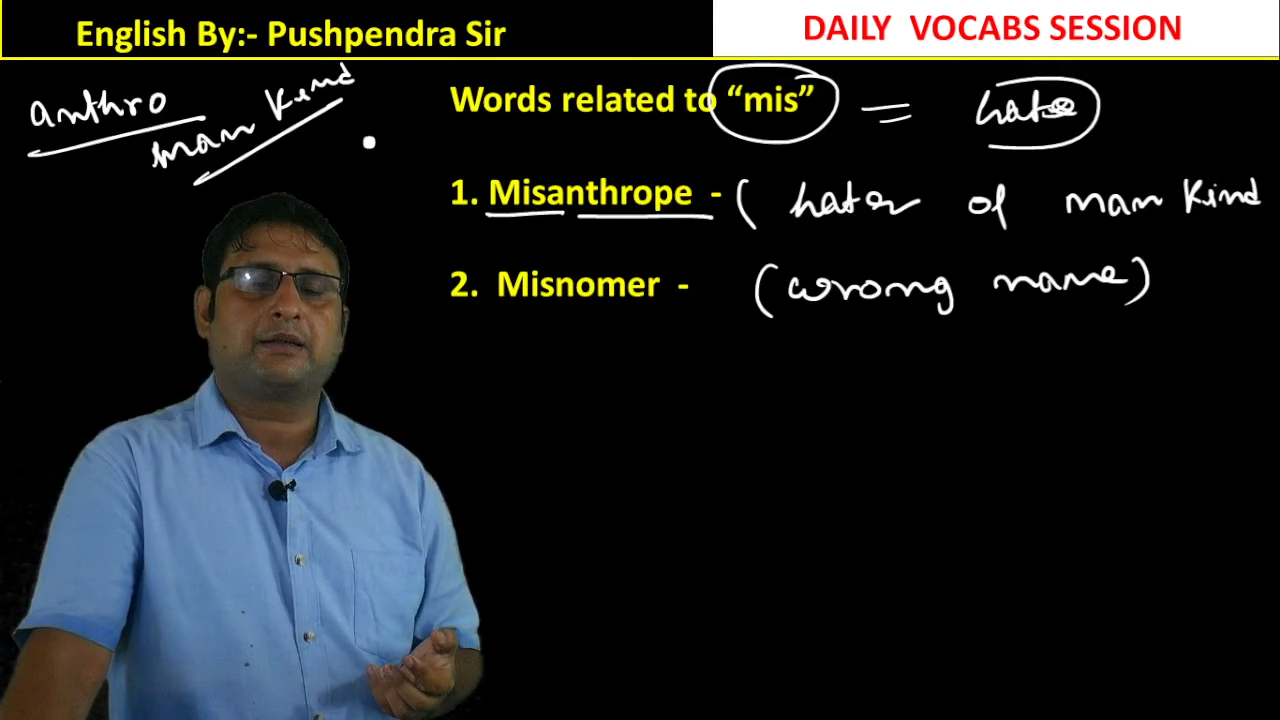 English By:- Pushpendra Sir
DAILY VOCABS SESSION
anthro
man kind
Words related to “mis” = hate
1. Misanthrope - ( hater of man kind
2. Misnomer - (wrong name)